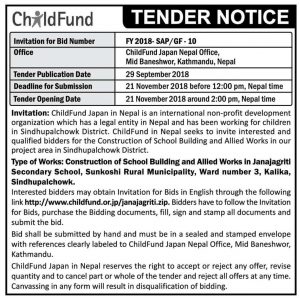 ChildFund TENDER NOTICE
Invitation for Bid Number FY 2018- SAP/GF - 10
Office ChildFund Japan Nepal Office,
Mid Baneshwor, Kathmandu, Nepal
Tender Publication Date 29 September 2018
Deadline for Submission 21 November 2018 before 12:00 pm, Nepal time
Tender Opening Date 21 November 2018 around 2:00 pm, Nepal time
Invitation: ChildFund Japan in Nepal is an international non-profit development
organization which has a legal entity in Nepal and has been working for children
in Sindhupalchowk District. ChildFund in Nepal seeks to invite interested and
qualified bidders for the Construction of School Building and Allied Works in our
project area in Sindhupalchowk District.
Type of Works: Construction of School Building and Allied Works in Janajagriti
Secondary School, Sunkoshi Rural Municipality, Ward number 3, Kalika,
Sindhupalchowk.
Interested bidders may obtain Invitation for Bids in English through the following
link http://www.childfund.or.jp/janajagriti.zip. Bidders have to follow the Invitation
for Bids, purchase the Bidding documents, fill, sign and stamp all documents and
submit the bid.
Bid shall be submitted by hand and must be in a sealed and stamped envelope
with references clearly labeled to ChildFund Japan Nepal Office, Mid Baneshwor,
Kathmandu.
ChildFund Japan in Nepal reserves the right to accept or reject any offer, revise
quantity and to cancel part or whole of the tender and reject all offers at any time.
Canvassing in any form will result in disqualification of bidding.